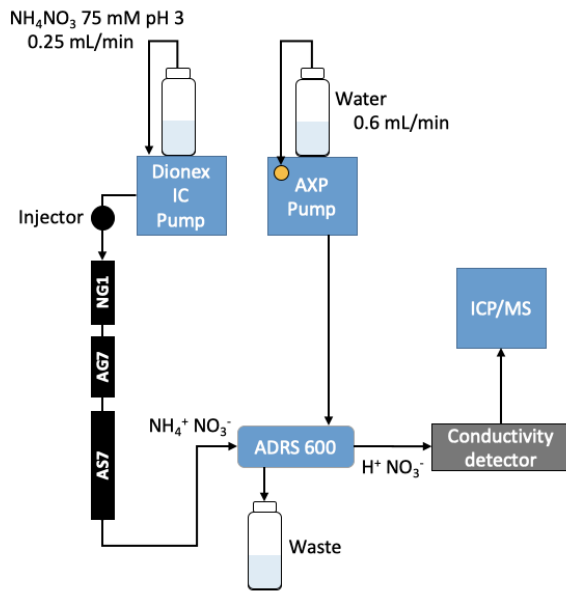 NH₄NO₃ 75 mM pH 3
0.25 mL/min
Water
0.6 mL/min
Dionex
IC
Pump
AXP
Pump
Injector
NG1
AG7
AS7
ICP/MS
NH₄⁺ NO₃⁻
ADRS 600
H⁺ NO₃⁻
Conductivity
detector
Waste